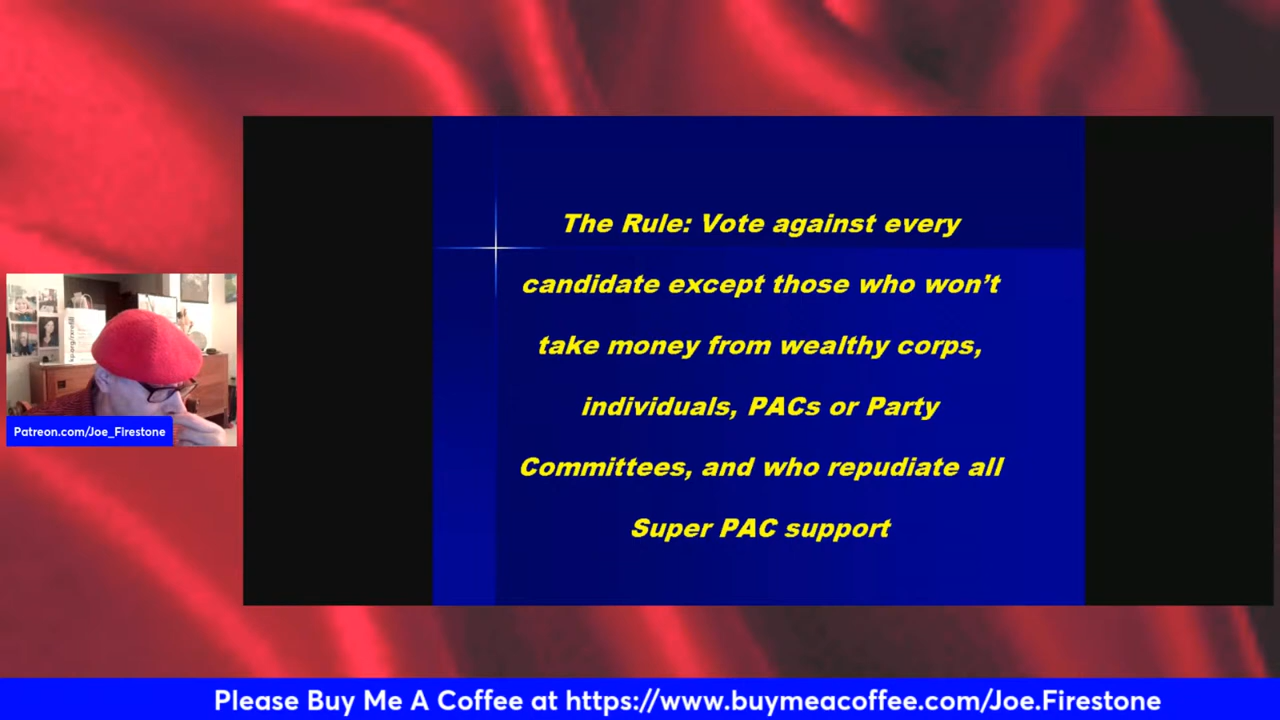 The Rule: Vote against every
candidate except those who won’t
take money from wealthy corps,
individuals, PACs or Party
Committees, and who repudiate all
Super PAC support
Patreon.com/Joe_Firestone
Please Buy Me A Coffee at https://www.buymeacoffee.com/Joe.Firestone